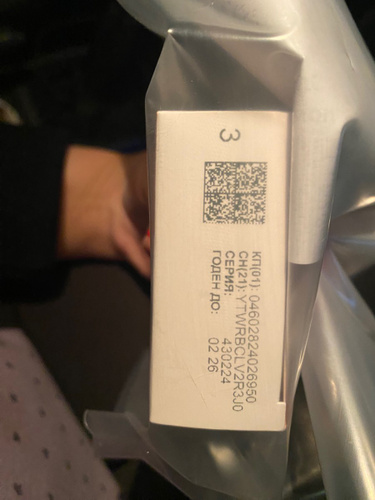 3
КП(01): 04602824026950
СН(21): YTWRBCLV2R3J0
СЕРИЯ: 430224
ГОДЕН ДО: 02 26